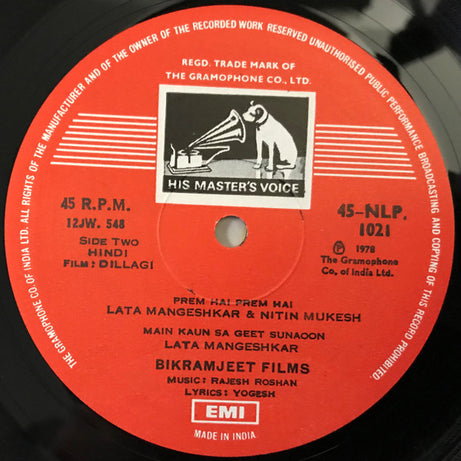 OF THE MANUFACTURER AND OF THE OWNER OF THE RECORDED WORK RESERVED UNAUTHORISED PUBLIC PERFORMANCE BROADCASTING AND COPYING OF THIS RECORD PROHIBITED
THE GRAMOPHONE CO OF INDIA LTD. ALL RIGHTS
REGD. TRADE MARK OF
THE GRAMOPHONE CO., LTD.
HIS MASTER'S VOICE
45 R.P.M.
12JW. 548
SIDE TWO
HINDI
FILM: DILLAGI
45-NLP.
1021
Ⓟ 1978
The Gramophone
Co, of India Ltd.
PREM HAI PREM HAI
LATA MANGESHKAR & NITIN MUKESH
MAIN KAUN SA GEET SUNAOON
LATA MANGESHKAR
BIKRAMJEET FILMS
MUSIC: RAJESH ROSHAN
LYRICS: YOGESH
EMI
MADE IN INDIA